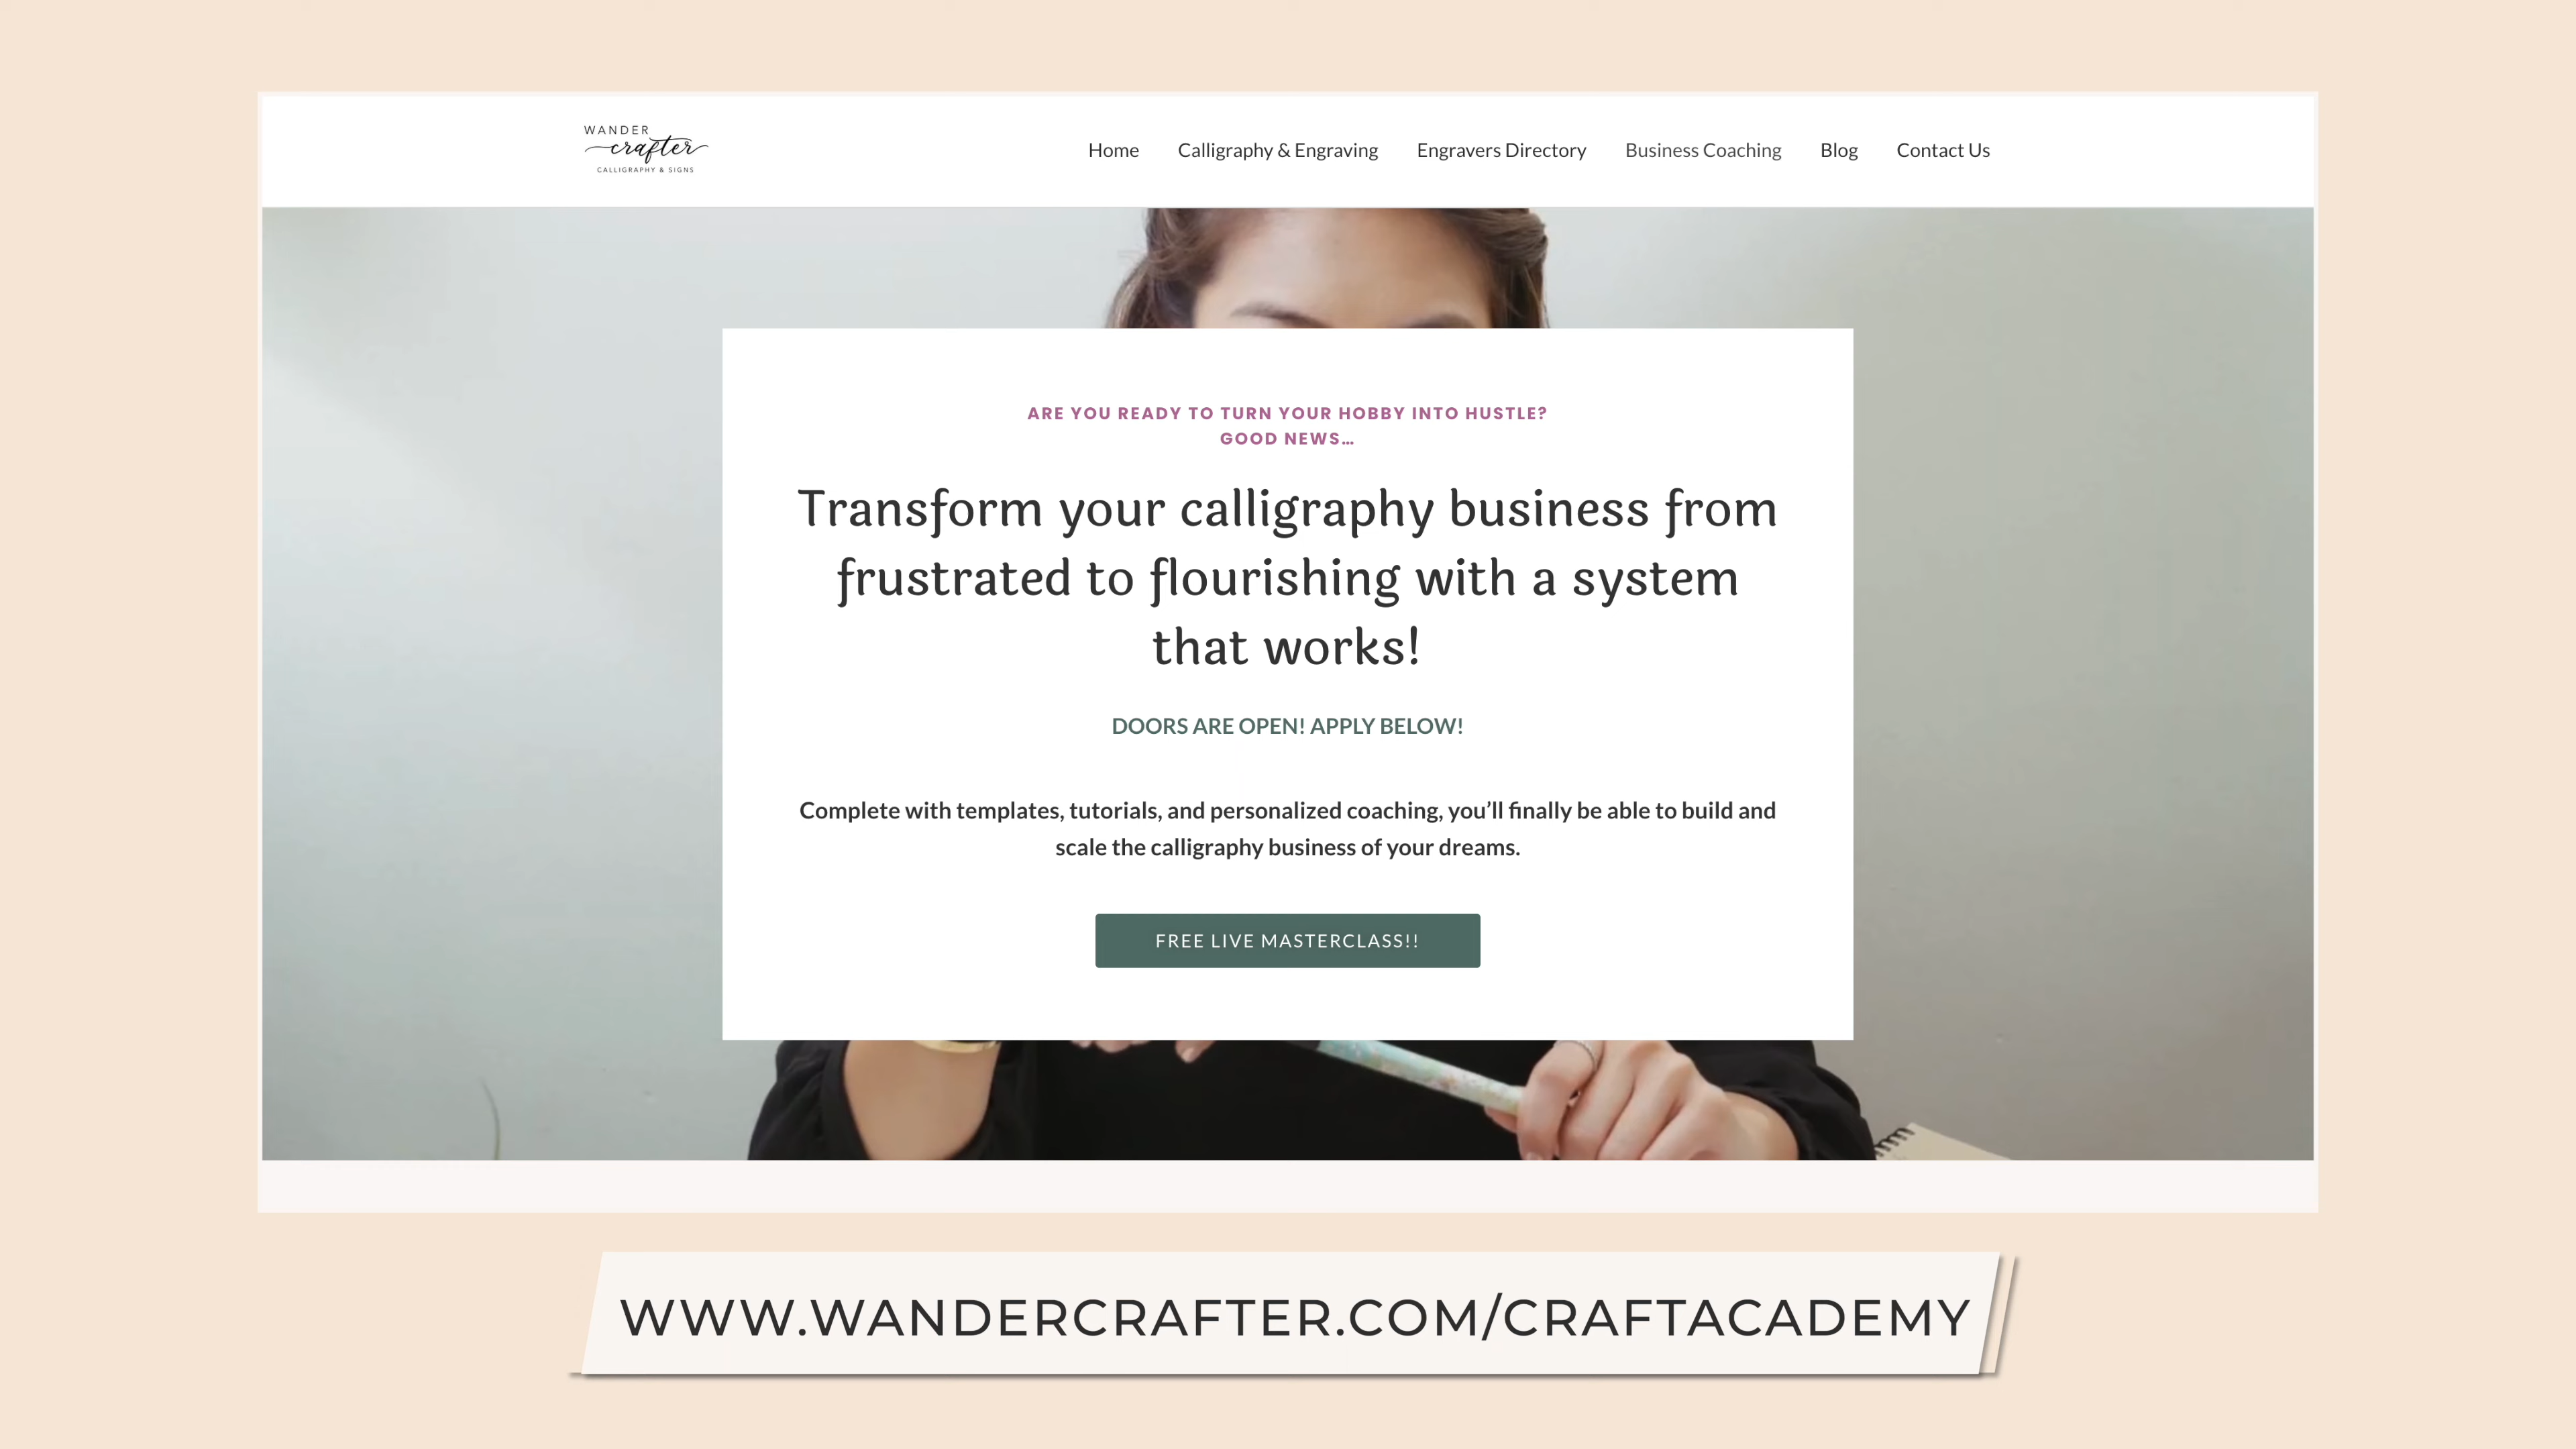 WANDER
crafter
CALLIGRAPHY & SIGNS
Home Calligraphy & Engraving Engravers Directory Business Coaching Blog Contact Us
ARE YOU READY TO TURN YOUR HOBBY INTO HUSTLE?
GOOD NEWS…
Transform your calligraphy business from
frustrated to flourishing with a system
that works!
DOORS ARE OPEN! APPLY BELOW!
Complete with templates, tutorials, and personalized coaching, you’ll finally be able to build and
scale the calligraphy business of your dreams.
FREE LIVE MASTERCLASS!!
WWW.WANDERCRAFTER.COM/CRAFTACADEMY